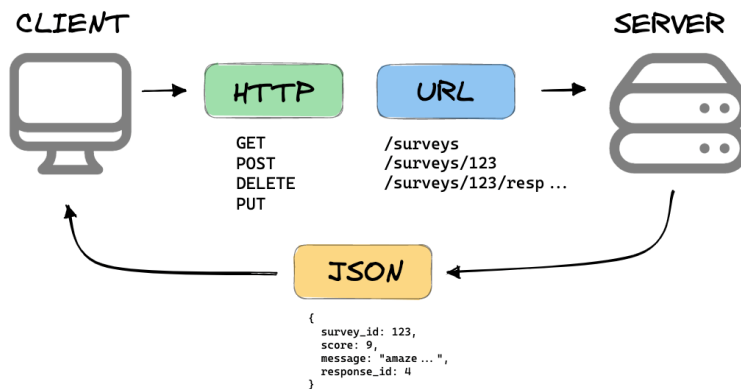 CLIENT
SERVER
HTTP
URL
GET
POST
DELETE
PUT
/surveys
/surveys/123
/surveys/123/resp ...
JSON
{
survey_id: 123,
score: 9,
message: "amaze ...",
response_id: 4
}